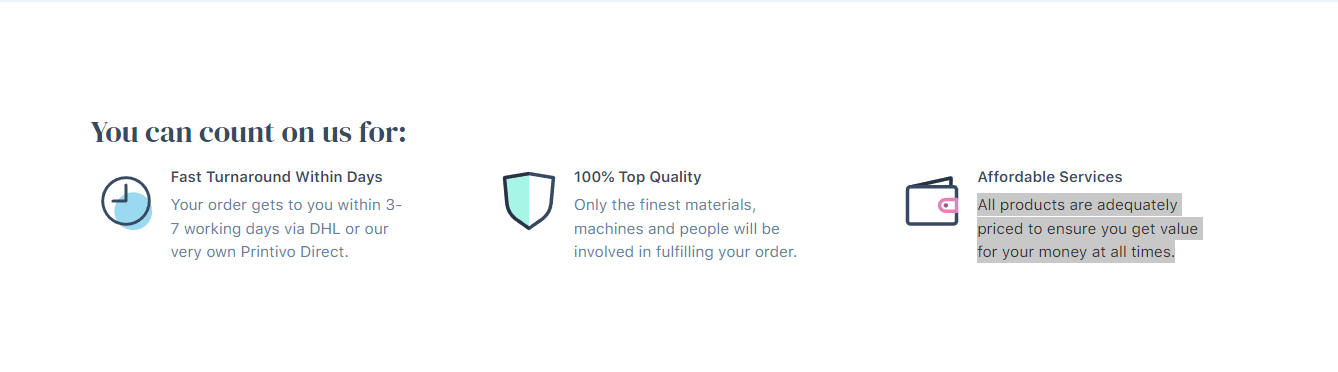 You can count on us for:
Fast Turnaround Within Days
Your order gets to you within 3-
7 working days via DHL or our
very own Printivo Direct.
100% Top Quality
Only the finest materials,
machines and people will be
involved in fulfilling your order.
Affordable Services
All products are adequately
priced to ensure you get value
for your money at all times.